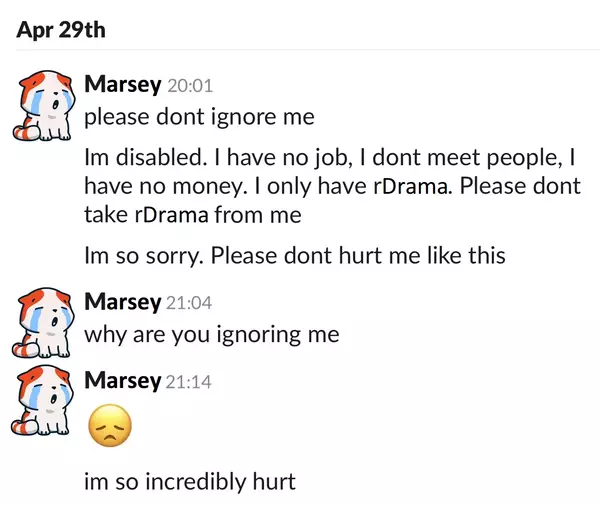 Apr 29th
Marsey 20:01
please dont ignore me
Im disabled. I have no job, I dont meet people, I
have no money. I only have rDrama. Please dont
take rDrama from me
Im so sorry. Please dont hurt me like this
Marsey 21:04
why are you ignoring me
Marsey 21:14
im so incredibly hurt